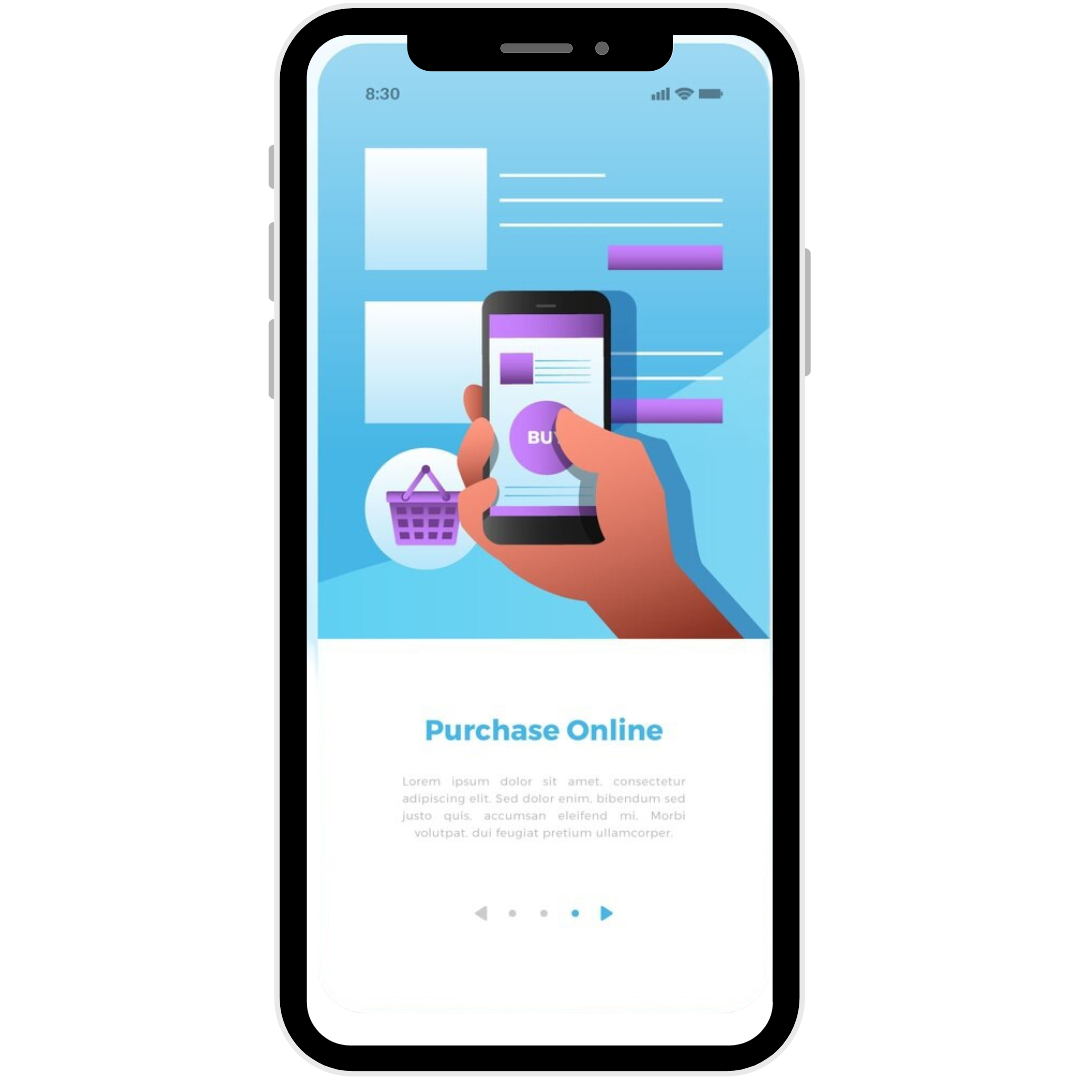 8:30
BU
Purchase Online
Lorem ipsum dolor sit amet, consectetur
adipiscing elit. Sed dolor enim, bibendum sed
justo quis, accumsan eleifend mi. Morbi
volutpat, dui feugiat pretium ullamcorper.